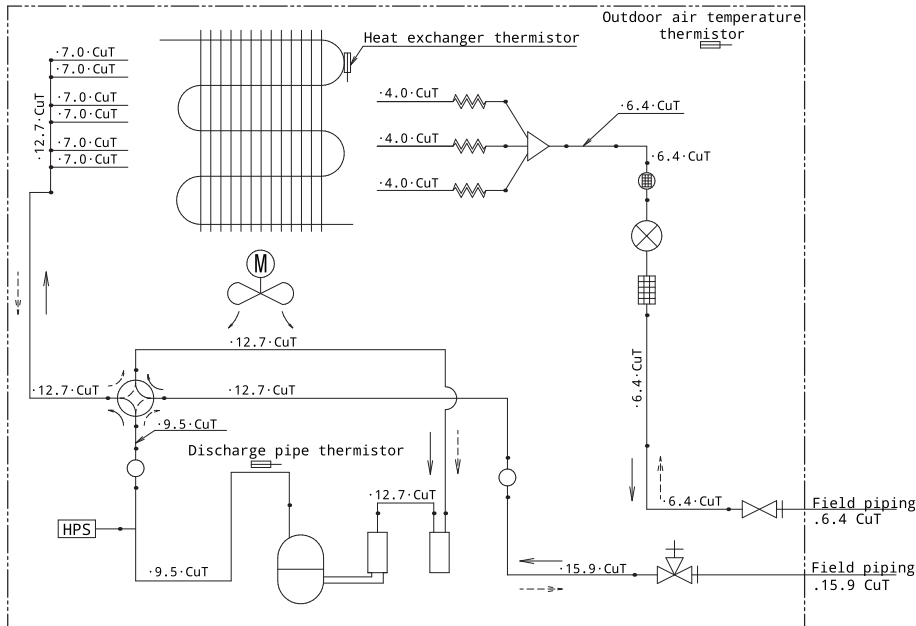 Outdoor air temperature
thermistor
Heat exchanger thermistor
·7.0·CuT
·7.0·CuT
·7.0·CuT
·7.0·CuT
·7.0·CuT
·7.0·CuT
·12.7·CuT
·4.0·CuT
·4.0·CuT
·4.0·CuT
·6.4·CuT
·6.4·CuT
M
·12.7·CuT
·6.4·CuT
·12.7·CuT
·12.7·CuT
·9.5·CuT
Discharge pipe thermistor
·12.7·CuT
·6.4·CuT
Field piping
.6.4 CuT
HPS
·9.5·CuT
·15.9·CuT
Field piping
.15.9 CuT